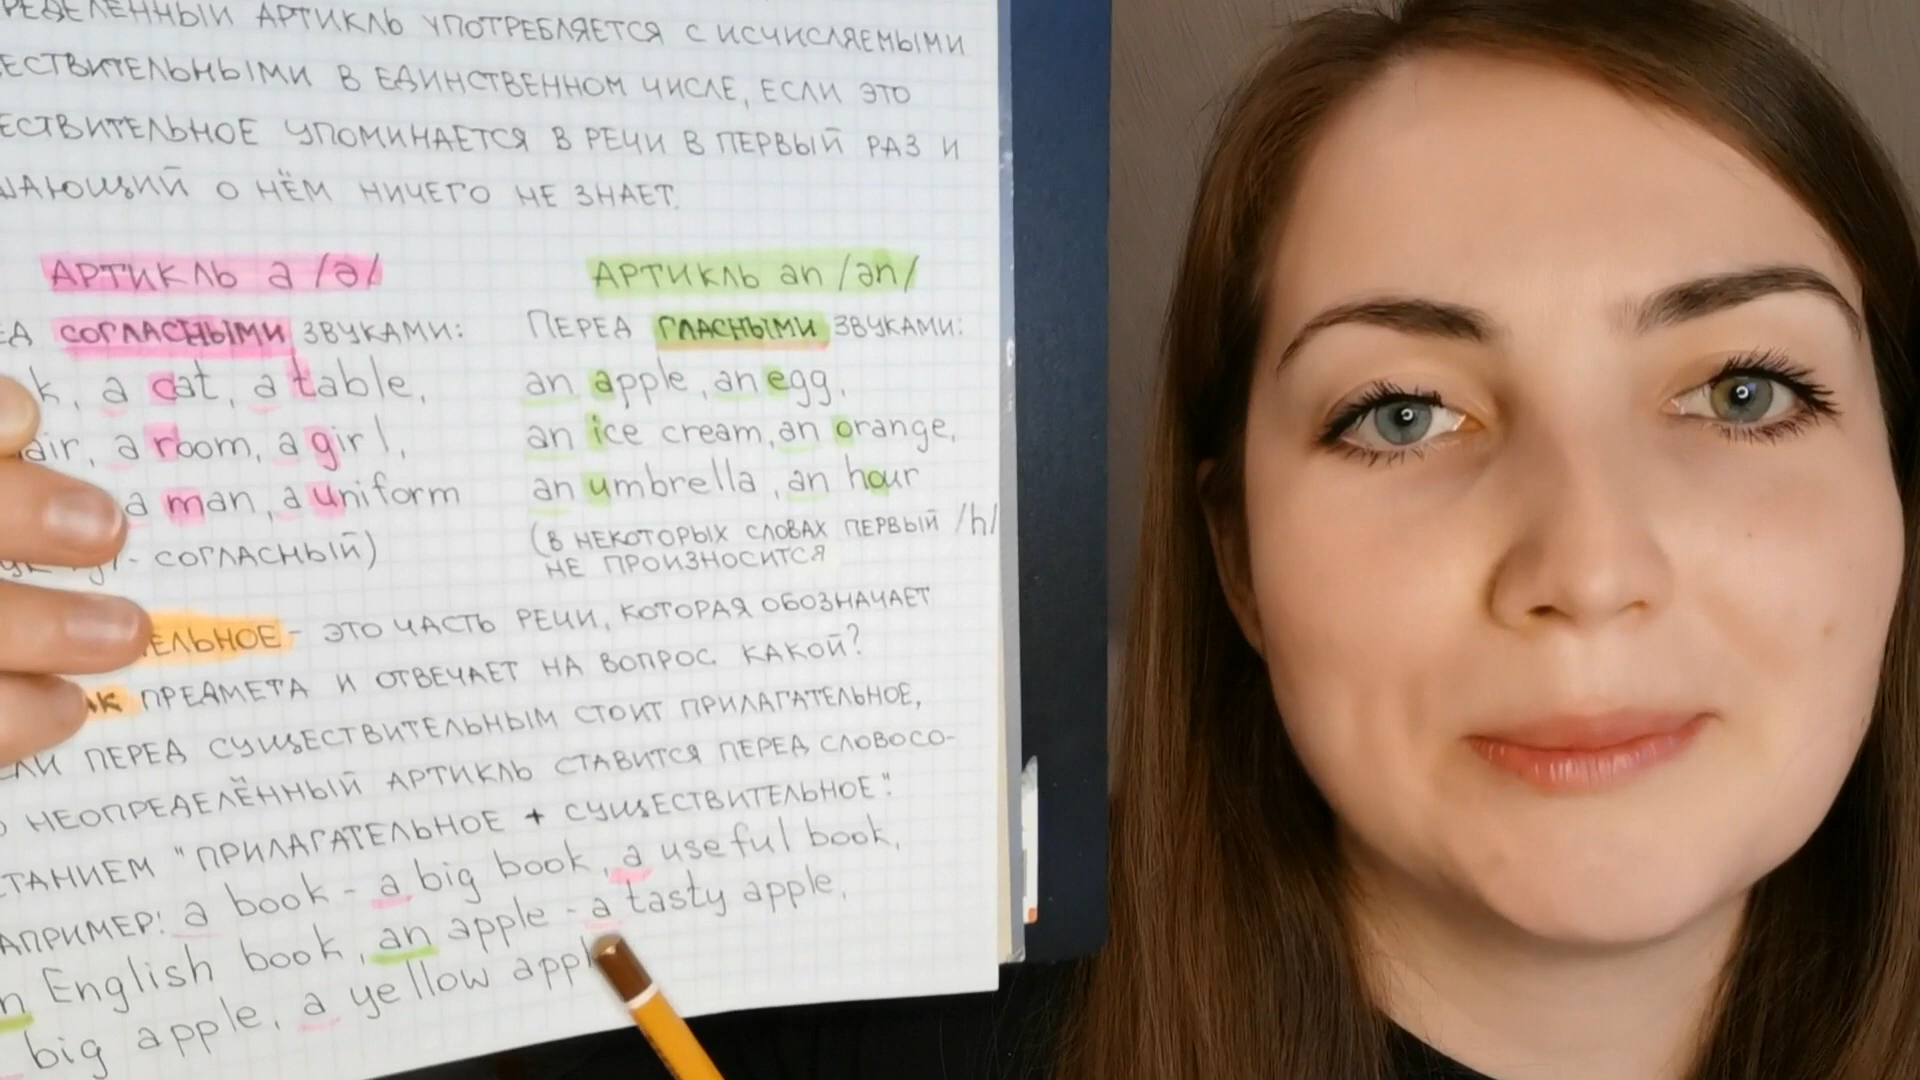 РЕДЕЛЁННЫЙ АРТИКЛЬ УПОТРЕБЛЯЕТСЯ С ИСЧИСЛЯЕМЫМИ
ЕСТВИТЕЛЬНЫМИ В ЕДИНСТВЕННОМ ЧИСЛЕ, ЕСЛИ ЭТО
ЕСТВИТЕЛЬНОЕ УПОМИНАЕТСЯ В РЕЧИ В ПЕРВЫЙ РАЗ И
ШАЮЩИЙ О НЁМ НИЧЕГО НЕ ЗНАЕТ.
АРТИКЛЬ a /ə/
ЕД СОГЛАСНЫМИ ЗВУКАМИ:
k, a cat, a table,
air, a room, a girl,
a man, a uniform
- СОГЛАСНЫЙ)
АРТИКЛЬ an /ən/
ПЕРЕД ГЛАСНЫМИ ЗВУКАМИ:
an apple, an egg,
an ice cream, an orange,
an umbrella, an hour
(В НЕКОТОРЫХ СЛОВАХ ПЕРВЫЙ /h/
НЕ ПРОИЗНОСИТСЯ
ЕЛЬНОЕ - ЭТО ЧАСТЬ РЕЧИ, КОТОРАЯ ОБОЗНАЧАЕТ
АК ПРЕДМЕТА И ОТВЕЧАЕТ НА ВОПРОС КАКОЙ?
ЛИ ПЕРЕД СУЩЕСТВИТЕЛЬНЫМ СТОИТ ПРИЛАГАТЕЛЬНОЕ,
О НЕОПРЕДЕЛЁННЫЙ АРТИКЛЬ СТАВИТСЯ ПЕРЕД СЛОВОСО-
ЕТАНИЕМ "ПРИЛАГАТЕЛЬНОЕ + СУЩЕСТВИТЕЛЬНОЕ".
АПРИМЕР: a book - a big book, a useful book,
n English book, an apple - a tasty apple,
big apple, a yellow appl